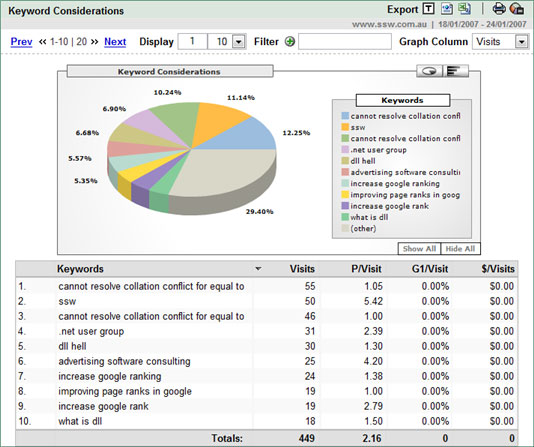 Keyword Considerations
Export T
www.ssw.com.au | 18/01/2007 - 24/01/2007
Prev « 1-10 | 20 » Next Display 1 10 Filter Graph Column Visits
Keyword Considerations
10.24%
11.14%
6.90%
12.25%
6.68%
5.57%
5.35%
29.40%
Keywords
cannot resolve collation confl
ssw
cannot resolve collation confl
.net user group
dll hell
advertising software consulti
increase google ranking
improving page ranks in goog
increase google rank
what is dll
(other)
Show All Hide All
Keywords Visits P/Visit G1/Visit $/Visits
1. cannot resolve collation conflict for equal to 55 1.05 0.00% $0.00
2. ssw 50 5.42 0.00% $0.00
3. cannot resolve collation conflict for equal to 46 1.00 0.00% $0.00
4. .net user group 31 2.39 0.00% $0.00
5. dll hell 30 1.30 0.00% $0.00
6. advertising software consulting 25 4.20 0.00% $0.00
7. increase google ranking 24 1.38 0.00% $0.00
8. improving page ranks in google 19 1.00 0.00% $0.00
9. increase google rank 19 2.79 0.00% $0.00
10. what is dll 18 1.50 0.00% $0.00
Totals: 449 2.16 0 0